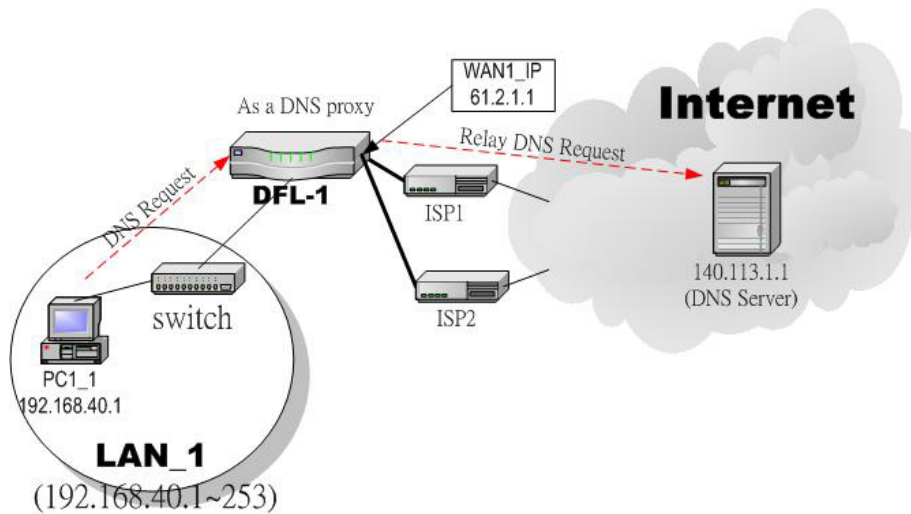 WAN1_IP
61.2.1.1
As a DNS proxy
Internet
Relay DNS Request
DFL-1
ISP1
DNS Request
140.113.1.1
(DNS Server)
switch
ISP2
PC1_1
192.168.40.1
LAN_1
(192.168.40.1~253)